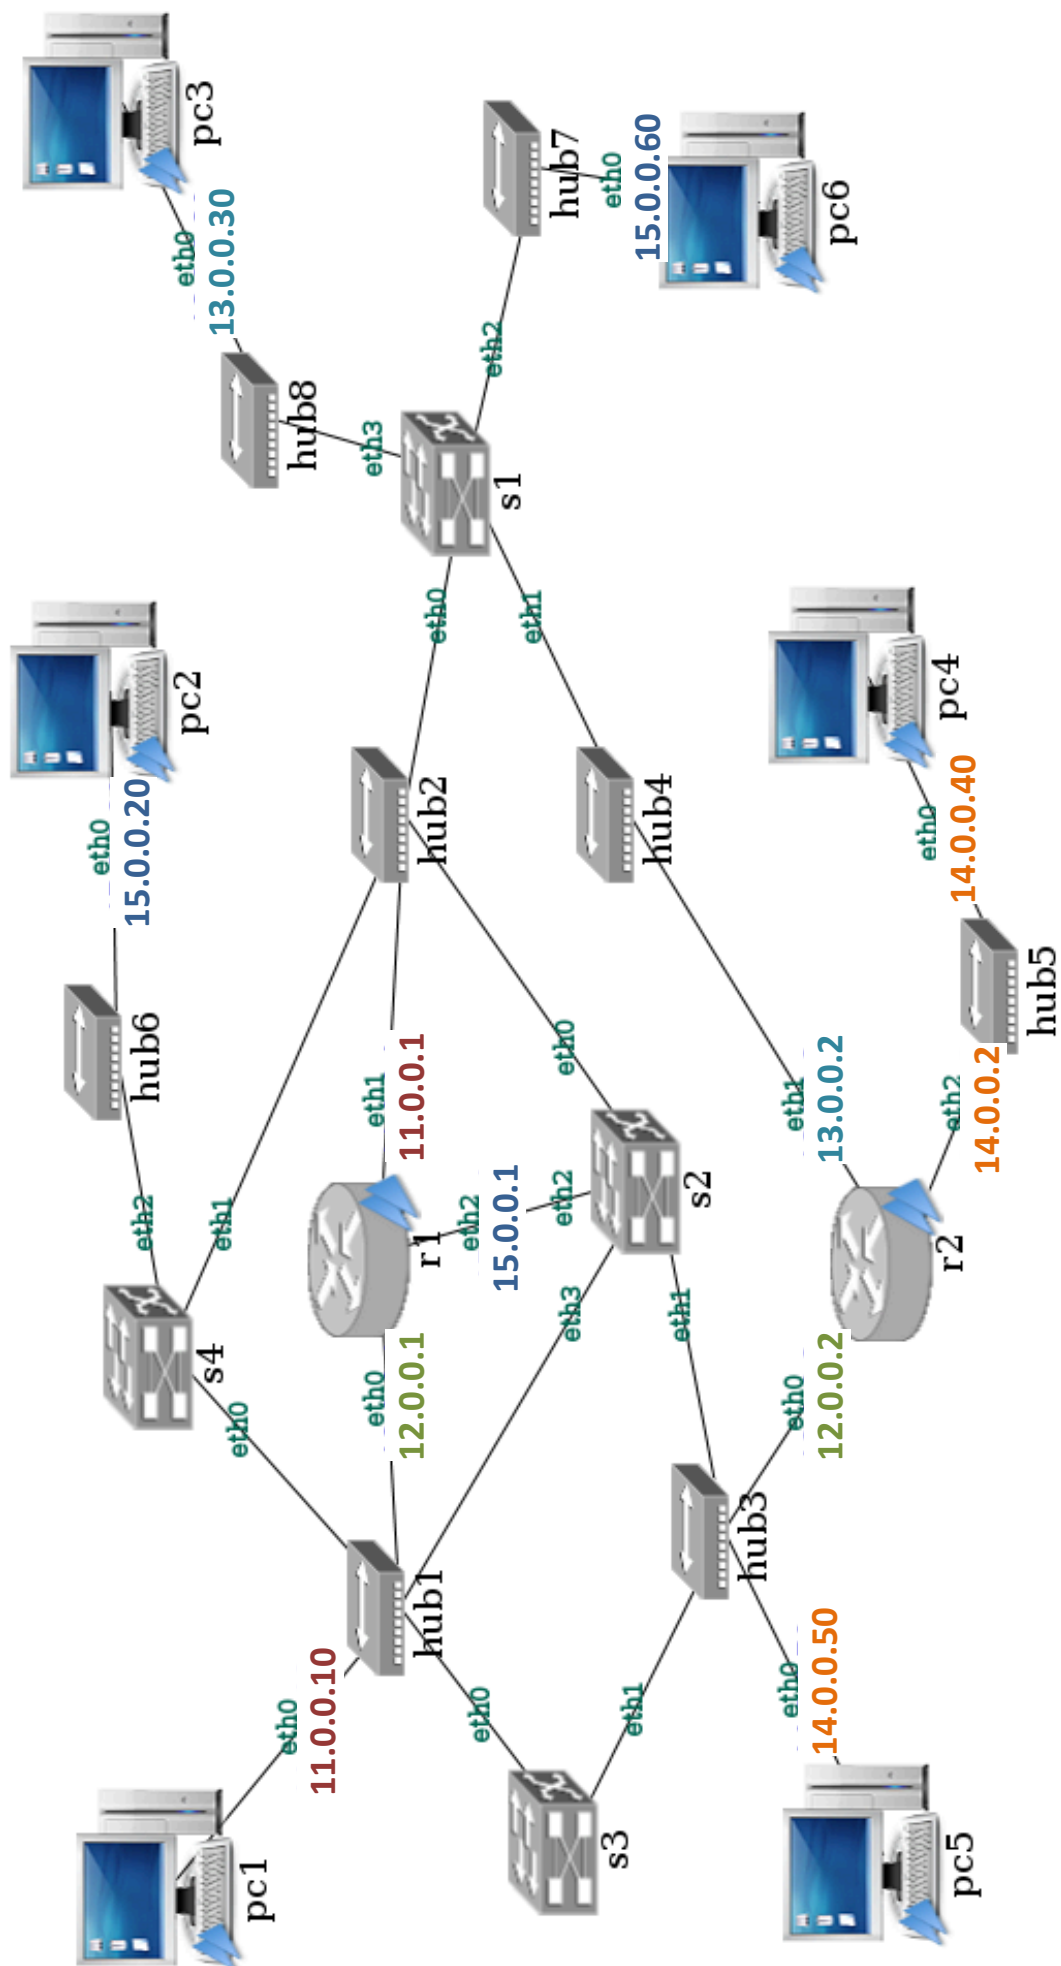 pc1
eth0
11.0.0.10
hub1
eth0
s3
eth1
pc5
eth0
14.0.0.50
hub3
eth0
12.0.0.2
r2
eth1
13.0.0.2
eth2
14.0.0.2
hub5
eth0
14.0.0.40
pc4
s4
eth0
eth1
eth2
hub6
eth0
15.0.0.20
pc2
r1
eth0
12.0.0.1
eth1
11.0.0.1
eth2
15.0.0.1
s2
eth2
eth3
eth1
eth0
hub2
hub4
s1
eth0
eth1
eth3
eth2
hub8
eth0
13.0.0.30
pc3
hub7
eth0
15.0.0.60
pc6